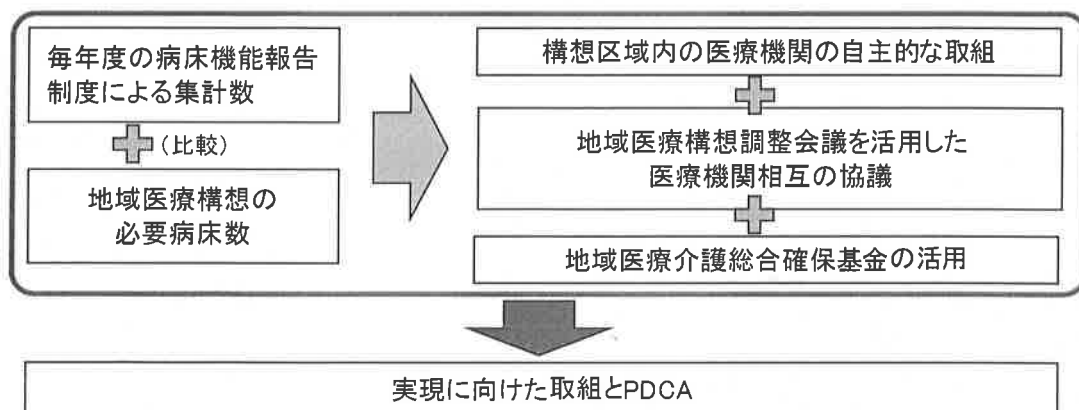 毎年度の病床機能報告
制度による集計数
(比較)
地域医療構想の
必要病床数
構想区域内の医療機関の自主的な取組
地域医療構想調整会議を活用した
医療機関相互の協議
地域医療介護総合確保基金の活用
実現に向けた取組とPDCA